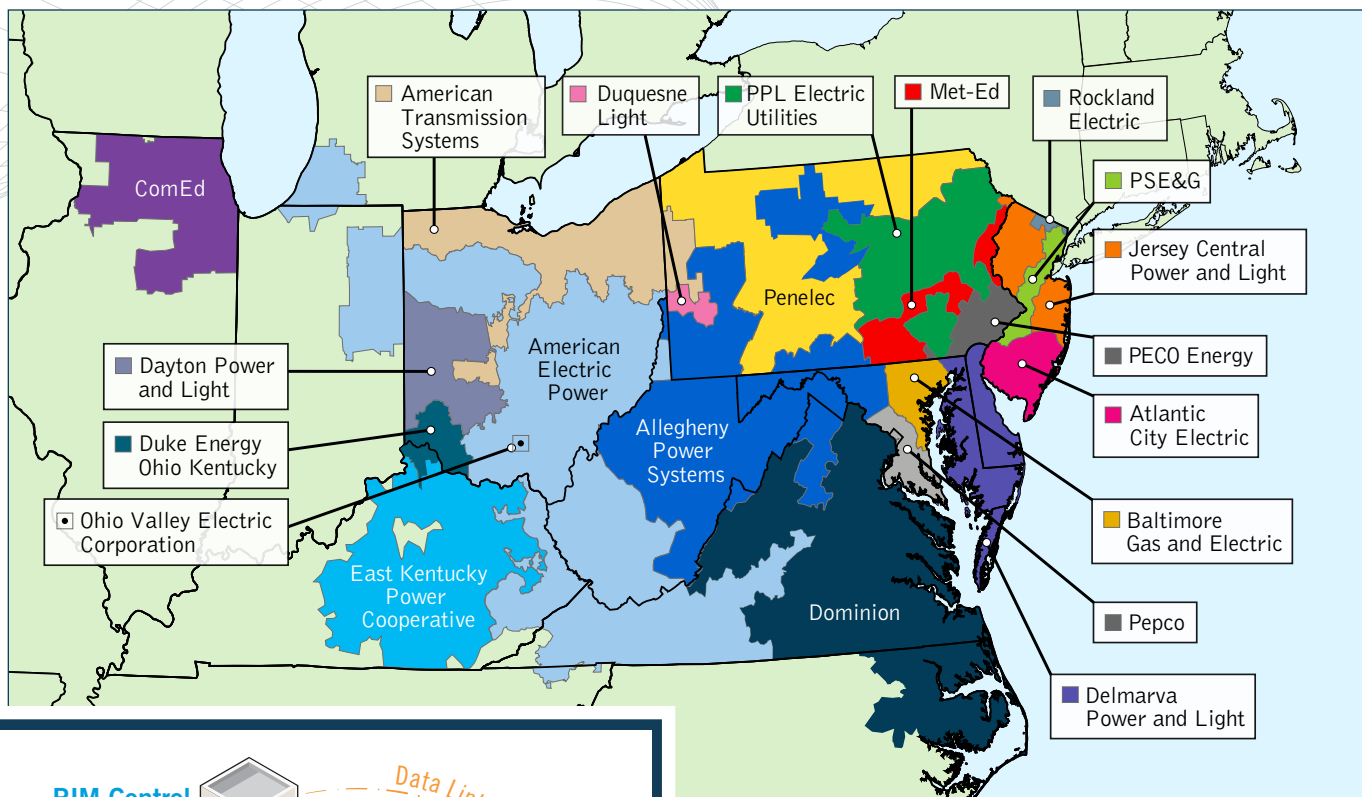 American
Transmission
Systems
Duquesne
Light
PPL Electric
Utilities
Met-Ed
Rockland
Electric
ComEd
PSE&G
Jersey Central
Power and Light
Penelec
American
Electric
Power
PECO Energy
Dayton Power
and Light
Atlantic
City Electric
Duke Energy
Ohio Kentucky
Allegheny
Power
Systems
Ohio Valley Electric
Corporation
Baltimore
Gas and Electric
East Kentucky
Power
Cooperative
Dominion
Pepco
Delmarva
Power and Light
Data Link
PJM Control